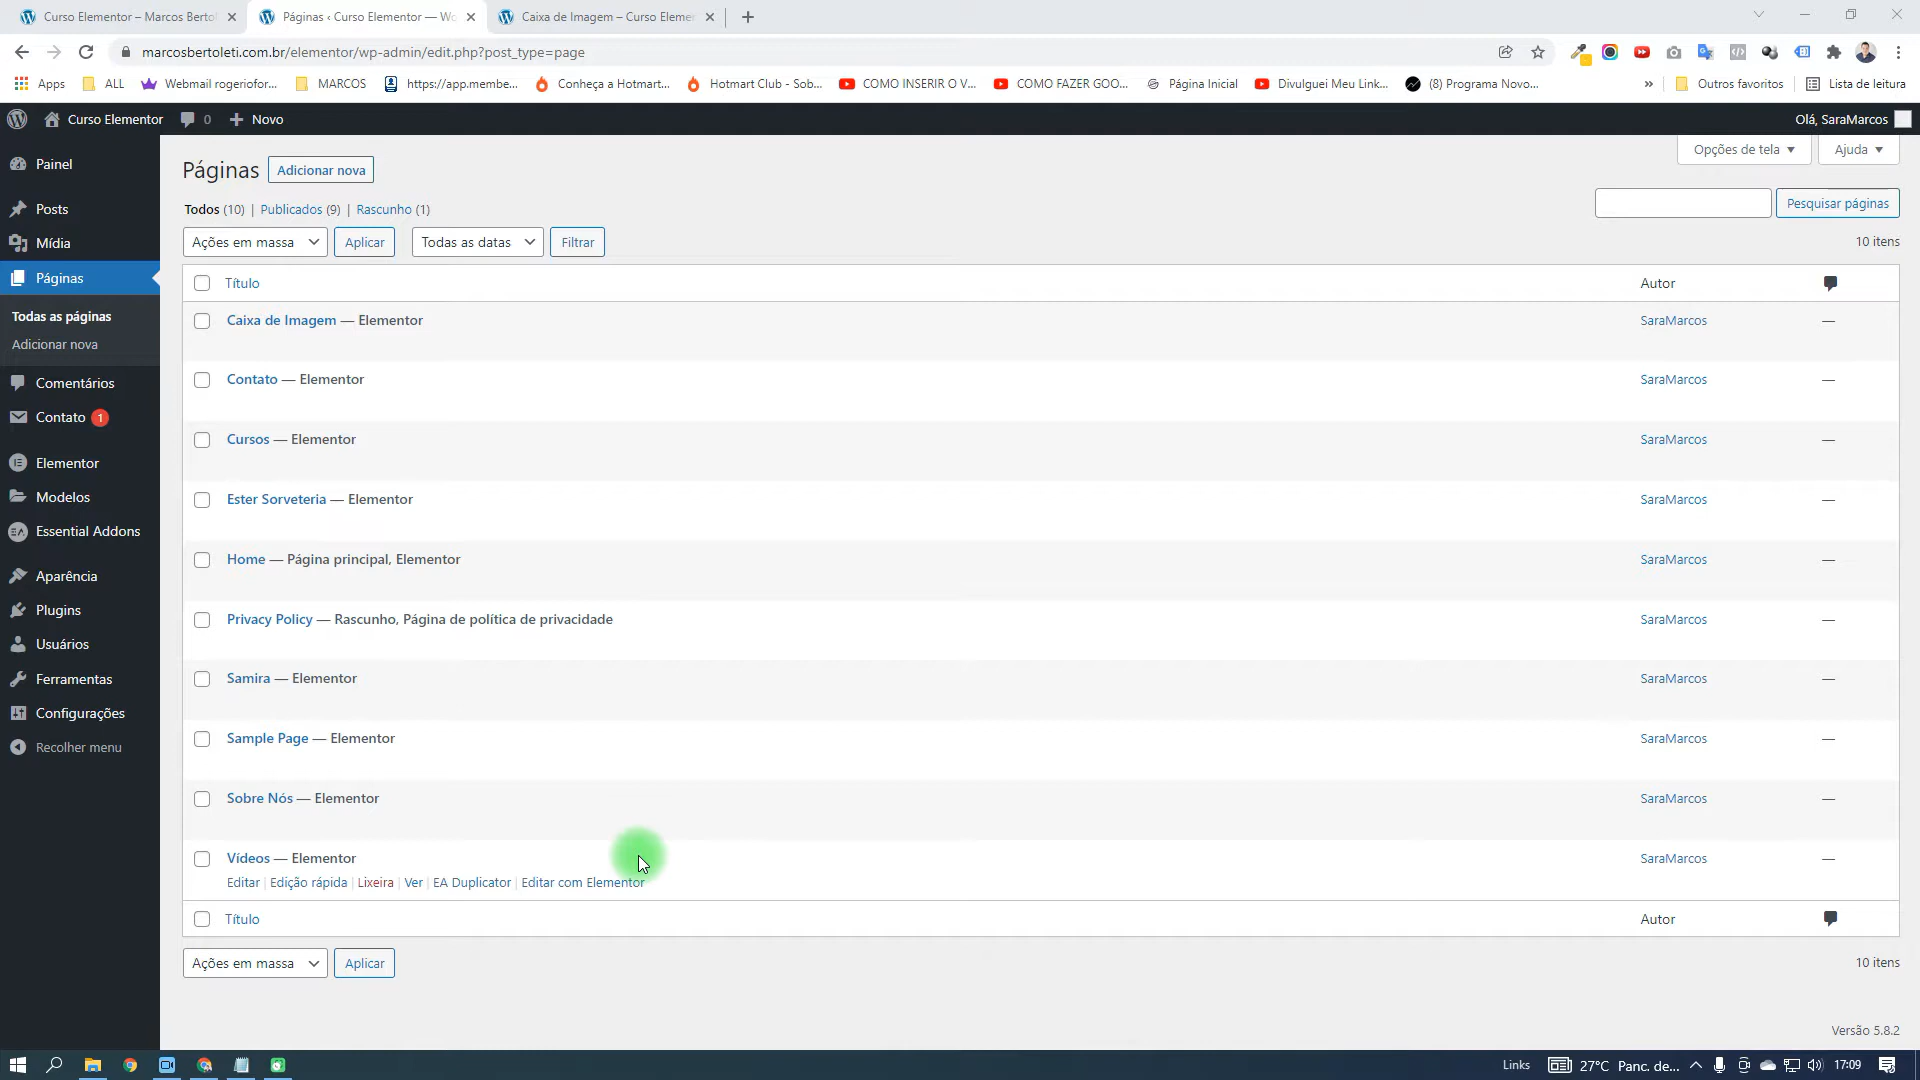 Curso Elementor – Marcos Bertol
Páginas ‹ Curso Elementor — Wo
Caixa de Imagem – Curso Elemen
marcosbertoleti.com.br/elementor/wp-admin/edit.php?post_type=page
Apps
ALL
Webmail rogeriofor...
MARCOS
https://app.membe...
Conheça a Hotmart...
Hotmart Club - Sob...
COMO INSERIR O V...
COMO FAZER GOO...
Página Inicial
Divulguei Meu Link...
(8) Programa Novo...
»
Outros favoritos
Lista de leitura
Curso Elementor
0
Novo
Olá, SaraMarcos
Painel
Posts
Mídia
Páginas
Todas as páginas
Adicionar nova
Comentários
Contato 1
Elementor
Modelos
Essential Addons
Aparência
Plugins
Usuários
Ferramentas
Configurações
Recolher menu
Opções de tela
Ajuda
Páginas
Adicionar nova
Todos (10) | Publicados (9) | Rascunho (1)
Pesquisar páginas
Ações em massa
Aplicar
Todas as datas
Filtrar
10 itens
Título
Autor
Caixa de Imagem — Elementor
SaraMarcos
—
Contato — Elementor
SaraMarcos
—
Cursos — Elementor
SaraMarcos
—
Ester Sorveteria — Elementor
SaraMarcos
—
Home — Página principal, Elementor
SaraMarcos
—
Privacy Policy — Rascunho, Página de política de privacidade
SaraMarcos
—
Samira — Elementor
SaraMarcos
—
Sample Page — Elementor
SaraMarcos
—
Sobre Nós — Elementor
SaraMarcos
—
Vídeos — Elementor
SaraMarcos
—
Editar | Edição rápida | Lixeira | Ver | EA Duplicator | Editar com Elementor
Título
Autor
Ações em massa
Aplicar
10 itens
Versão 5.8.2
Links
27°C
Panc. de...
17:09